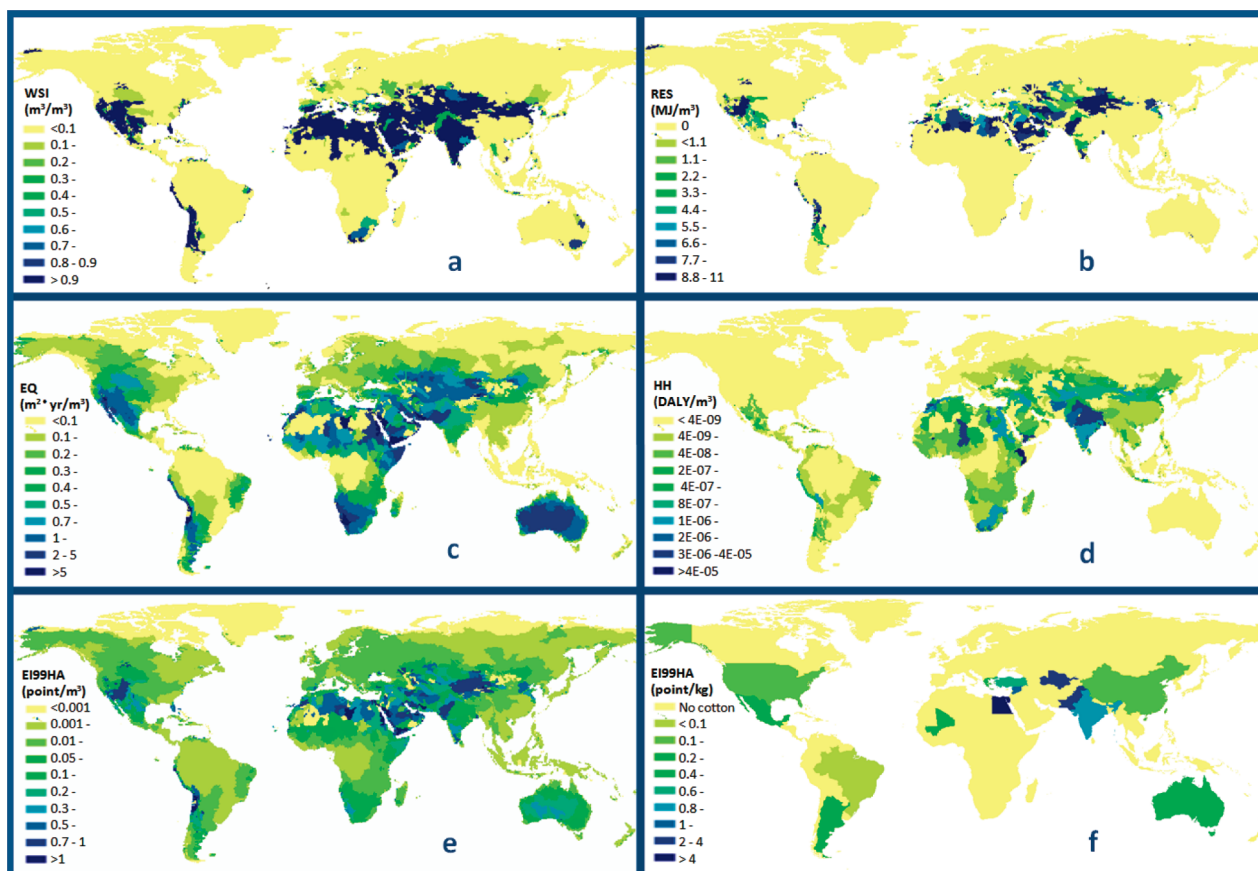 WSI
(m³/m³)
<0.1
0.1 -
0.2 -
0.3 -
0.4 -
0.5 -
0.6 -
0.7 -
0.8 - 0.9
> 0.9
a
RES
(MJ/m³)
0
<1.1
1.1 -
2.2 -
3.3 -
4.4 -
5.5 -
6.6 -
7.7 -
8.8 - 11
b
EQ
(m²* yr/m³)
<0.1
0.1 -
0.2 -
0.3 -
0.4 -
0.5 -
0.7 -
1 -
2 - 5
>5
c
HH
(DALY/m³)
< 4E-09
4E-09 -
4E-08 -
2E-07 -
4E-07 -
8E-07 -
1E-06 -
2E-06 -
3E-06 -4E-05
>4E-05
d
EI99HA
(point/m³)
<0.001
0.001 -
0.01 -
0.05 -
0.1 -
0.2 -
0.3 -
0.5 -
0.7 - 1
>1
e
EI99HA
(point/kg)
No cotton
< 0.1
0.1 -
0.2 -
0.4 -
0.6 -
0.8 -
1 -
2 - 4
> 4
f